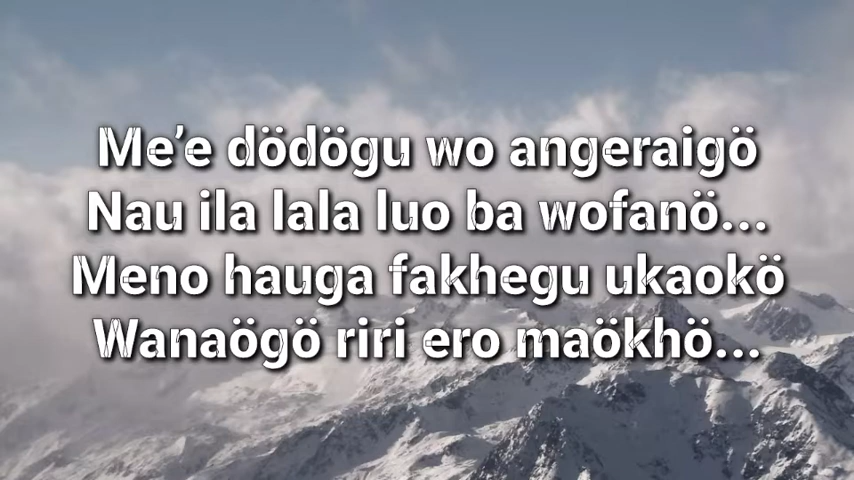 Me’e dödögu wo angeraigö
Nau ila lala luo ba wofanö...
Meno hauga fakhegu ukaokö
Wanaögö riri ero maökhö...